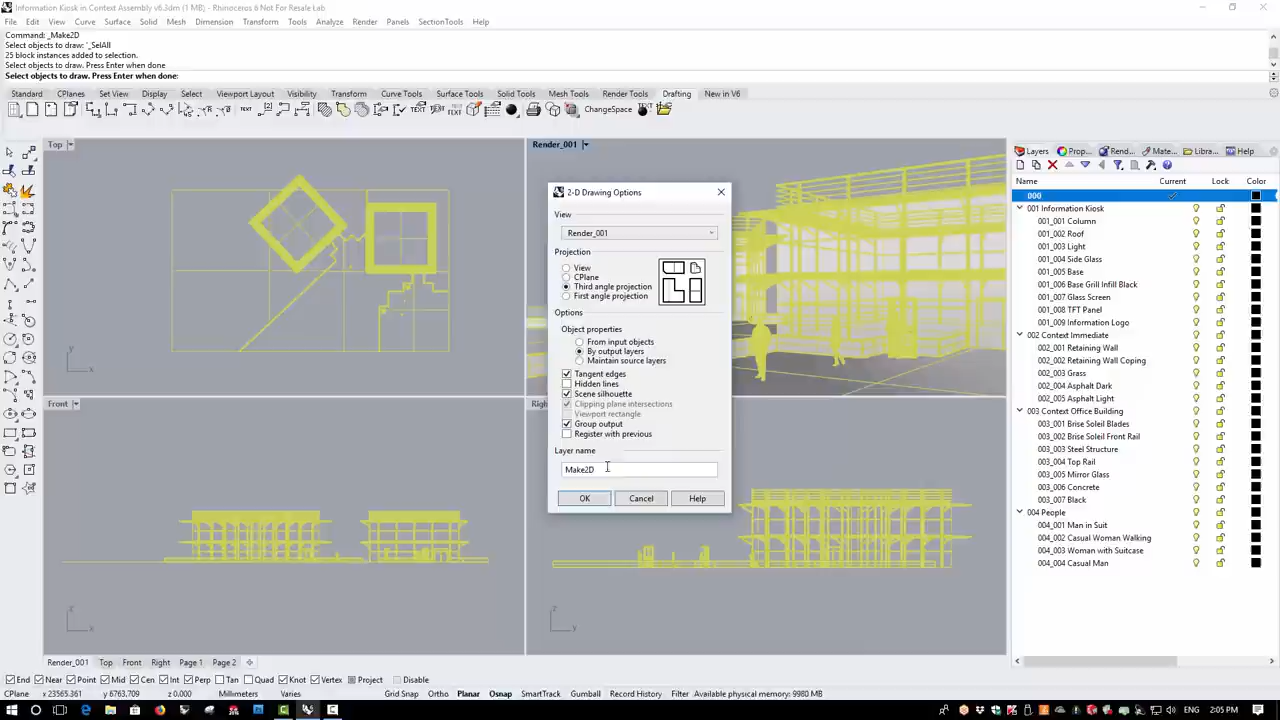 Information Kiosk in Context Assembly v6.3dm (1 MB) - Rhinoceros 6 Not For Resale Lab
File Edit View Curve Surface Solid Mesh Dimension Transform Tools Analyze Render Panels SectionTools Help
Command: _Make2D
Select objects to draw: '_SelAll
25 block instances added to selection.
Select objects to draw. Press Enter when done
Select objects to draw. Press Enter when done:
Standard CPlanes Set View Display Select Viewport Layout Visibility Transform Curve Tools Surface Tools Solid Tools Mesh Tools Render Tools Drafting New in V6
ChangeSpace
Top
Render_001
Front
Righ
2-D Drawing Options
View
Render_001
Projection
View
CPlane
Third angle projection
First angle projection
Options
Object properties
From input objects
By output layers
Maintain source layers
Tangent edges
Hidden lines
Scene silhouette
Clipping plane intersections
Viewport rectangle
Group output
Register with previous
Layer name
Make2D
OK Cancel Help
Layers Prop... Rend... Mate... Libra... Help
Name Current Lock Color
000
001 Information Kiosk
001_001 Column
001_002 Roof
001_003 Light
001_004 Side Glass
001_005 Base
001_006 Base Grill Infill Black
001_007 Glass Screen
001_008 TFT Panel
001_009 Information Logo
002 Context Immediate
002_001 Retaining Wall
002_002 Retaining Wall Coping
002_003 Grass
002_004 Asphalt Dark
002_005 Asphalt Light
003 Context Office Building
003_001 Brise Soleil Blades
003_002 Brise Soleil Front Rail
003_003 Steel Structure
003_004 Top Rail
003_005 Mirror Glass
003_006 Concrete
003_007 Black
004 People
004_001 Man in Suit
004_002 Casual Woman Walking
004_003 Woman with Suitcase
004_004 Casual Man
Render_001 Top Front Right Page 1 Page 2
End Near Point Mid Cen Int Perp Tan Quad Knot Vertex Project Disable
CPlane x 23565.361 y 6763.709 z 0.000 Millimeters Varies Grid Snap Ortho Planar Osnap SmartTrack Gumball Record History Filter Available physical memory: 9980 MB
ENG 2:05 PM